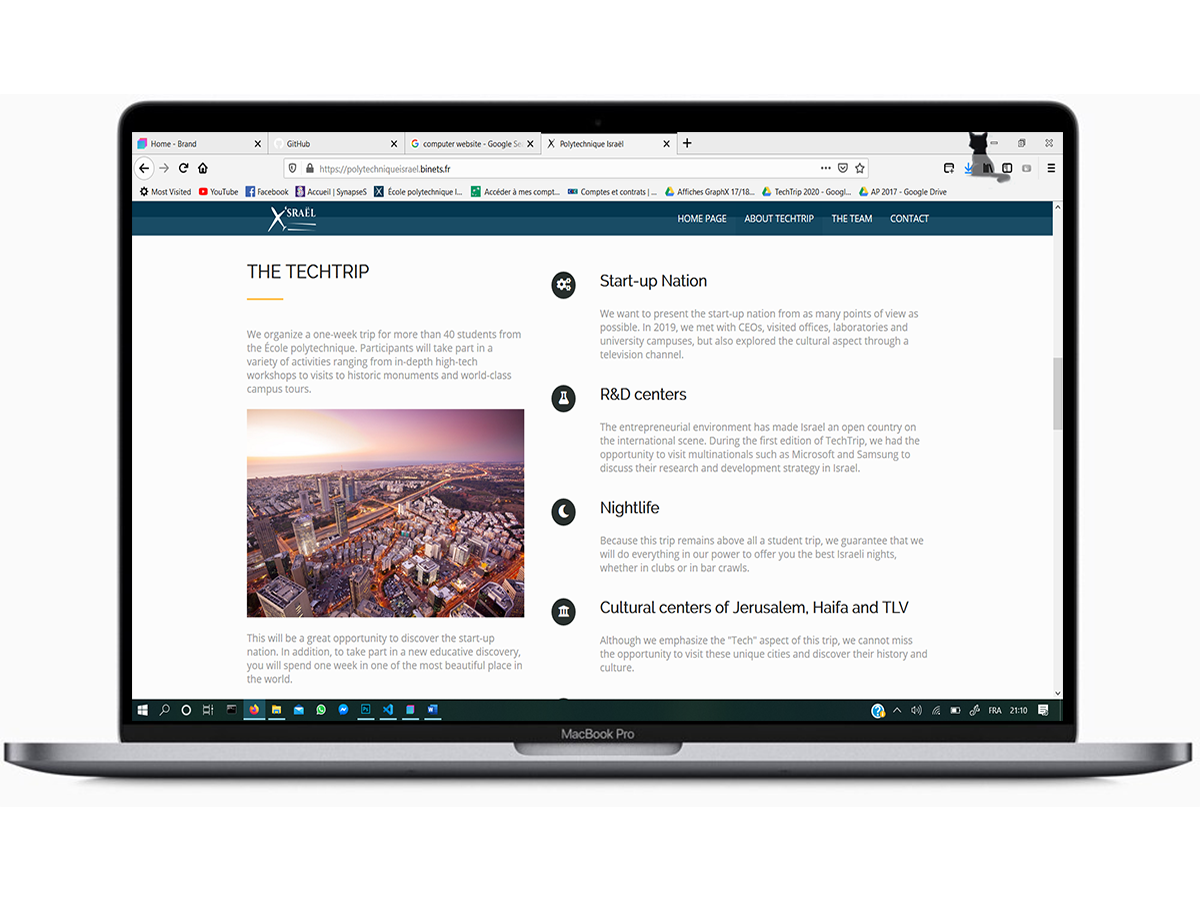 Home - Brand
GitHub
computer website - Google Se
Polytechnique Israël
https://polytechniqueisrael.binets.fr
Most Visited
YouTube
Facebook
Accueil | SynapseS
École polytechnique I...
Accéder à mes compt...
Comptes et contrats | ...
Affiches GraphX 17/18...
TechTrip 2020 - Googl...
AP 2017 - Google Drive
X'SRAËL
HOME PAGE
ABOUT TECHTRIP
THE TEAM
CONTACT
THE TECHTRIP
We organize a one-week trip for more than 40 students from
the École polytechnique. Participants will take part in a
variety of activities ranging from in-depth high-tech
workshops to visits to historic monuments and world-class
campus tours.
This will be a great opportunity to discover the start-up
nation. In addition, to take part in a new educative discovery,
you will spend one week in one of the most beautiful place in
the world.
Start-up Nation
We want to present the start-up nation from as many points of view as
possible. In 2019, we met with CEOs, visited offices, laboratories and
university campuses, but also explored the cultural aspect through a
television channel.
R&D centers
The entrepreneurial environment has made Israel an open country on
the international scene. During the first edition of TechTrip, we had the
opportunity to visit multinationals such as Microsoft and Samsung to
discuss their research and development strategy in Israel.
Nightlife
Because this trip remains above all a student trip, we guarantee that we
will do everything in our power to offer you the best Israeli nights,
whether in clubs or in bar crawls.
Cultural centers of Jerusalem, Haifa and TLV
Although we emphasize the "Tech" aspect of this trip, we cannot miss
the opportunity to visit these unique cities and discover their history and
culture.
FRA
21:10
MacBook Pro